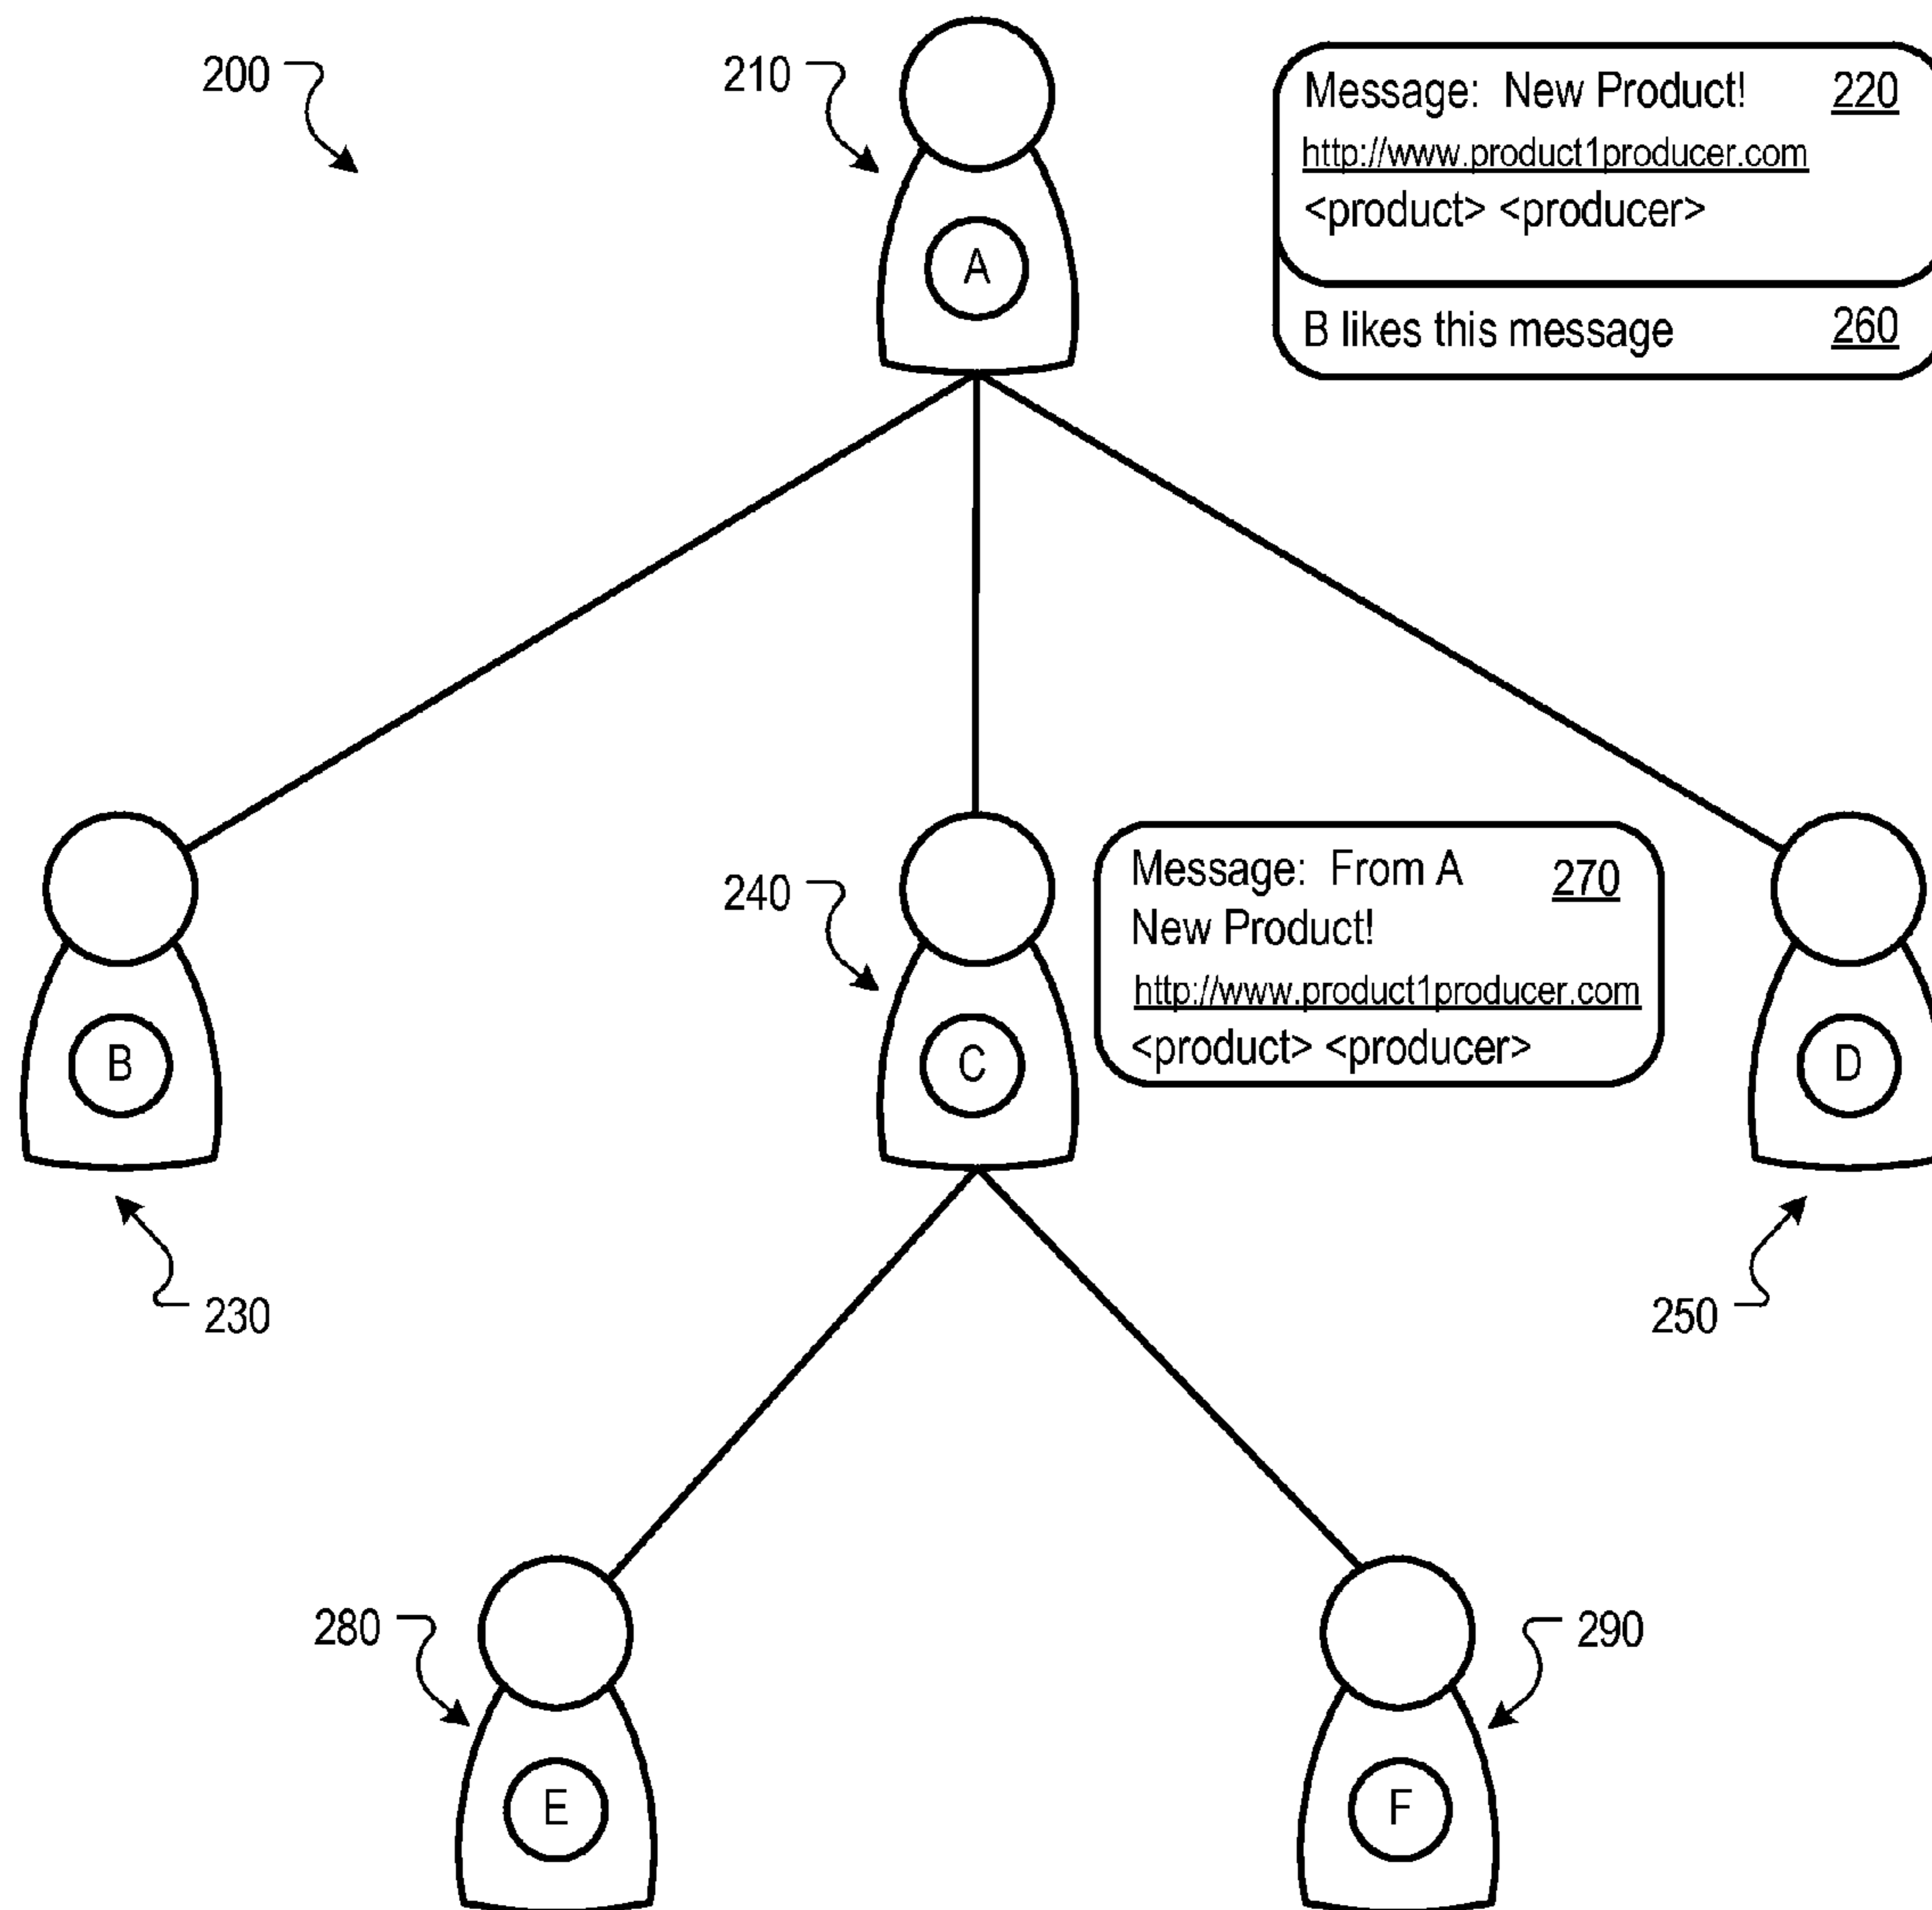 200
210
A
Message: New Product! 220
http://www.product1producer.com
<product> <producer>
B likes this message 260
240
Message: From A 270
New Product!
http://www.product1producer.com
<product> <producer>
B
C
D
230
250
280
290
E
F